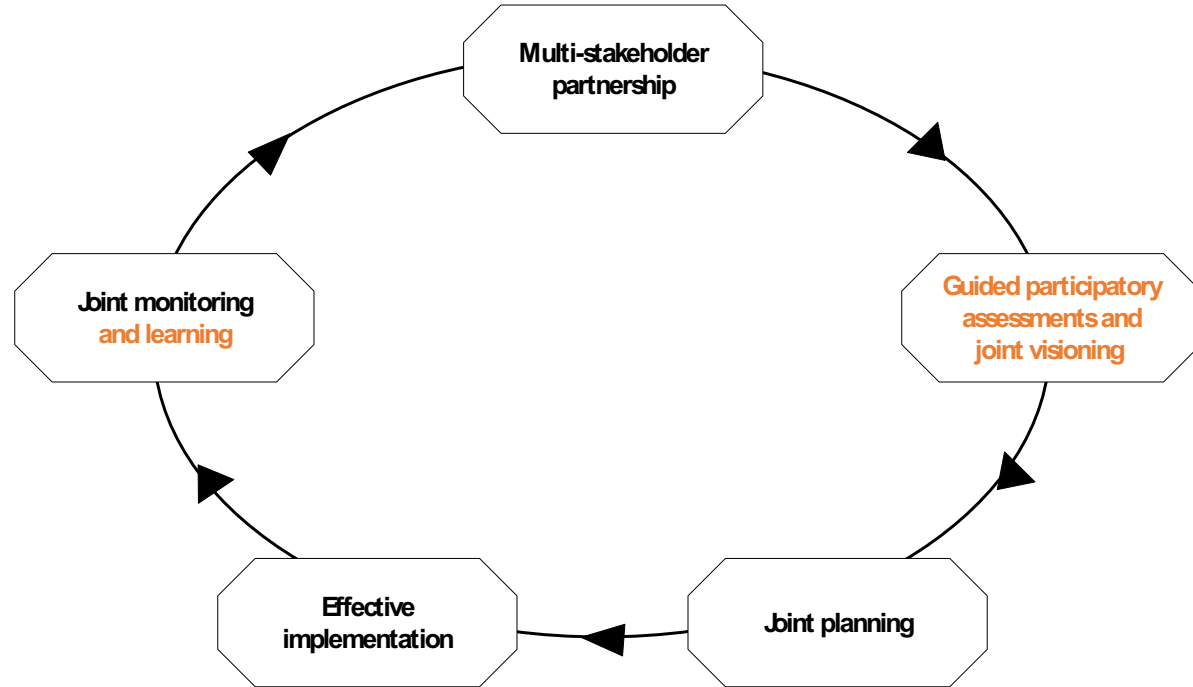 Multi-stakeholder
partnership
Guided participatory
assessments and
joint visioning
Joint planning
Effective
implementation
Joint monitoring
and learning